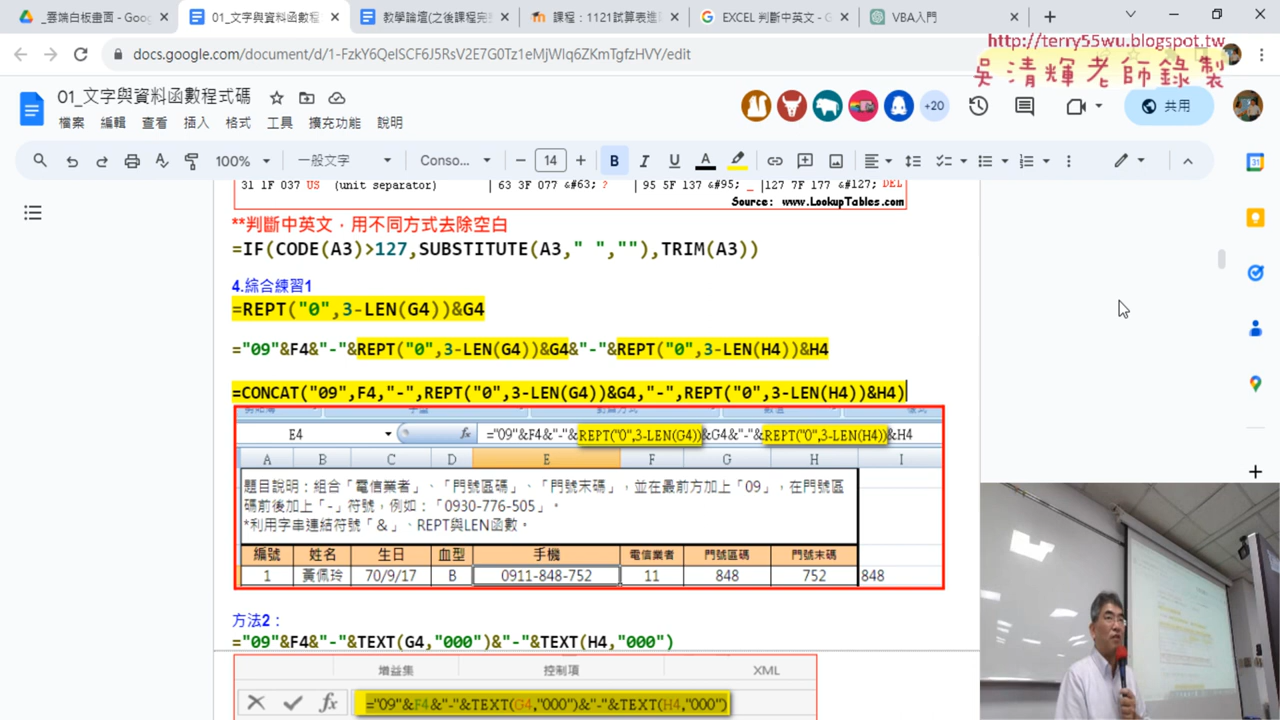 _雲端白板畫面 - Goog
01_文字與資料函數程式
教學論壇(之後課程完整
課程：1121試算表進
EXCEL 判斷中英文 - G
VBA入門
docs.google.com/document/d/1-FzkY6QelSCF6J5RsV2E7G0Tz1eMjWIq6ZKmTgfzHVY/edit
http://terry55wu.blogspot.tw
吳清輝老師錄製
01_文字與資料函數程式碼
檔案 編輯 查看 插入 格式 工具 擴充功能 說明
+20
共用
100% 一般文字 Conso... 14 B I U A
31 1F 037 US (unit separator) | 63 3F 077 &#63; ? | 95 5F 137 &#95; _ |127 7F 177 &#127; DEL
Source: www.LookupTables.com
**判斷中英文，用不同方式去除空白
=IF(CODE(A3)>127,SUBSTITUTE(A3," ",""),TRIM(A3))
4.綜合練習1
=REPT("0",3-LEN(G4))&G4
="09"&F4&"-"&REPT("0",3-LEN(G4))&G4&"-"&REPT("0",3-LEN(H4))&H4
=CONCAT("09",F4,"-",REPT("0",3-LEN(G4))&G4,"-",REPT("0",3-LEN(H4))&H4)
E4 fx ="09"&F4&"-"&REPT("0",3-LEN(G4))&G4&"-"&REPT("0",3-LEN(H4))&H4
A B C D E F G H I
題目說明：組合「電信業者」、「門號區碼」、「門號末碼」，並在最前方加上「09」，在門號區
碼前後加上「-」符號，例如：「0930-776-505」。
*利用字串連結符號「&」、REPT與LEN函數。
編號 姓名 生日 血型 手機 電信業者 門號區碼 門號末碼
1 黃佩玲 70/9/17 B 0911-848-752 11 848 752 848
方法2：
="09"&F4&"-"&TEXT(G4,"000")&"-"&TEXT(H4,"000")
增益集 控制項 XML
fx ="09"&F4&"-"&TEXT(G4,"000")&"-"&TEXT(H4,"000")